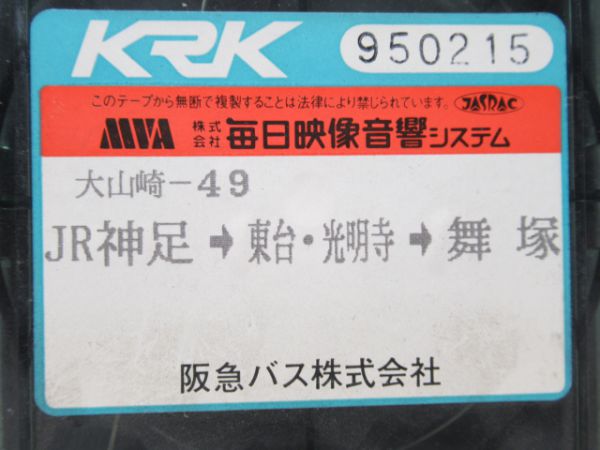 KRK 950215
このテープから無断で複製することは法律により禁じられています。 JASRAC
MVA 株式会社 毎日映像音響システム
大山崎－49
JR神足➡東台・光明寺➡舞塚
阪急バス株式会社